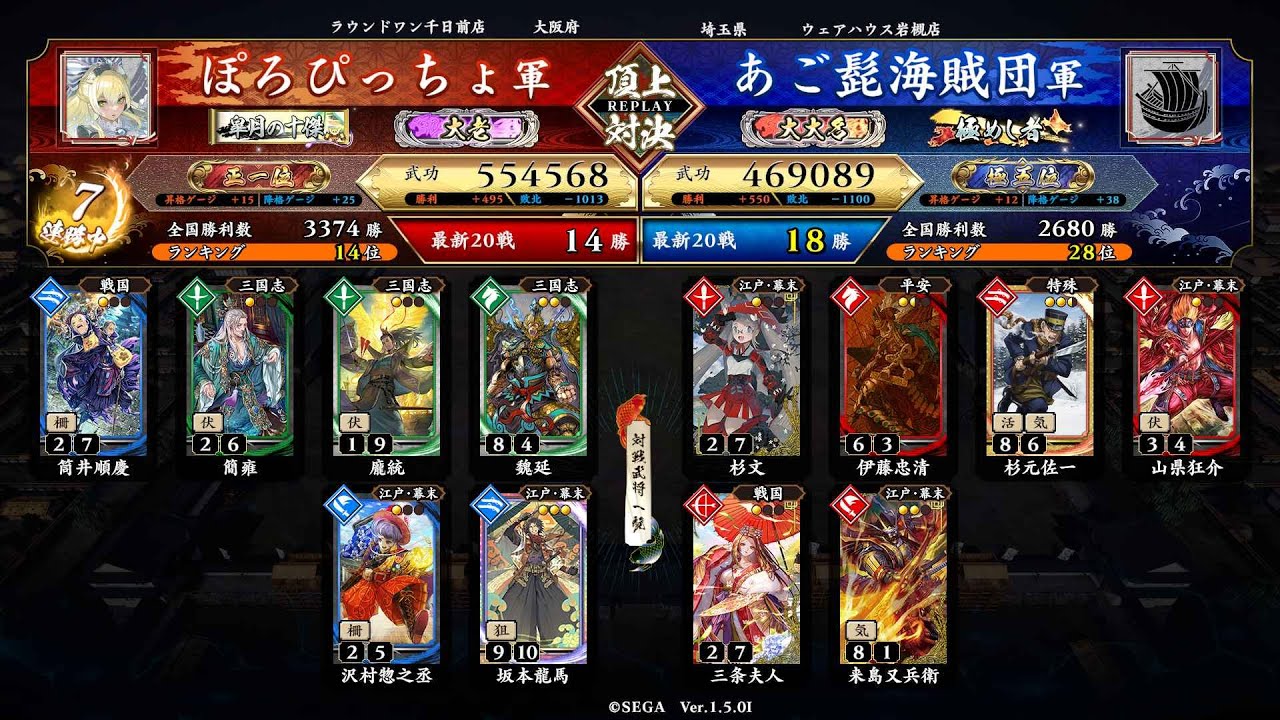 ラウンドワン千日前店 大阪府
埼玉県 ウェアハウス岩槻店
ぽろぴっちょ軍
頂上
REPLAY
対決
あご髭海賊団軍
皐月の十傑
大老
大大名
極めし者
7
連勝中
正一位
武功 554568
昇格ゲージ +15 降格ゲージ +25
勝利 +495 敗北 -1013
武功 469089
極五位
勝利 +550 敗北 -1100
昇格ゲージ +12 降格ゲージ +38
全国勝利数 3374 勝
ランキング 14位
最新20戦 14 勝
最新20戦 18 勝
全国勝利数 2680 勝
ランキング 28位
戦国
柵
2 7
筒井順慶
三国志
伏
2 6
簡雍
三国志
伏
1 9
龐統
三国志
8 4
魏延
対戦武将一覧
江戸・幕末
2 7
杉文
平安
6 3
伊藤忠清
特殊
活 気
8 6
杉元佐一
江戸・幕末
伏
3 4
山県狂介
江戸・幕末
柵
2 5
沢村惣之丞
江戸・幕末
狙
9 10
坂本龍馬
戦国
2 7
三条夫人
江戸・幕末
気
8 1
来島又兵衛
©SEGA Ver.1.5.0I